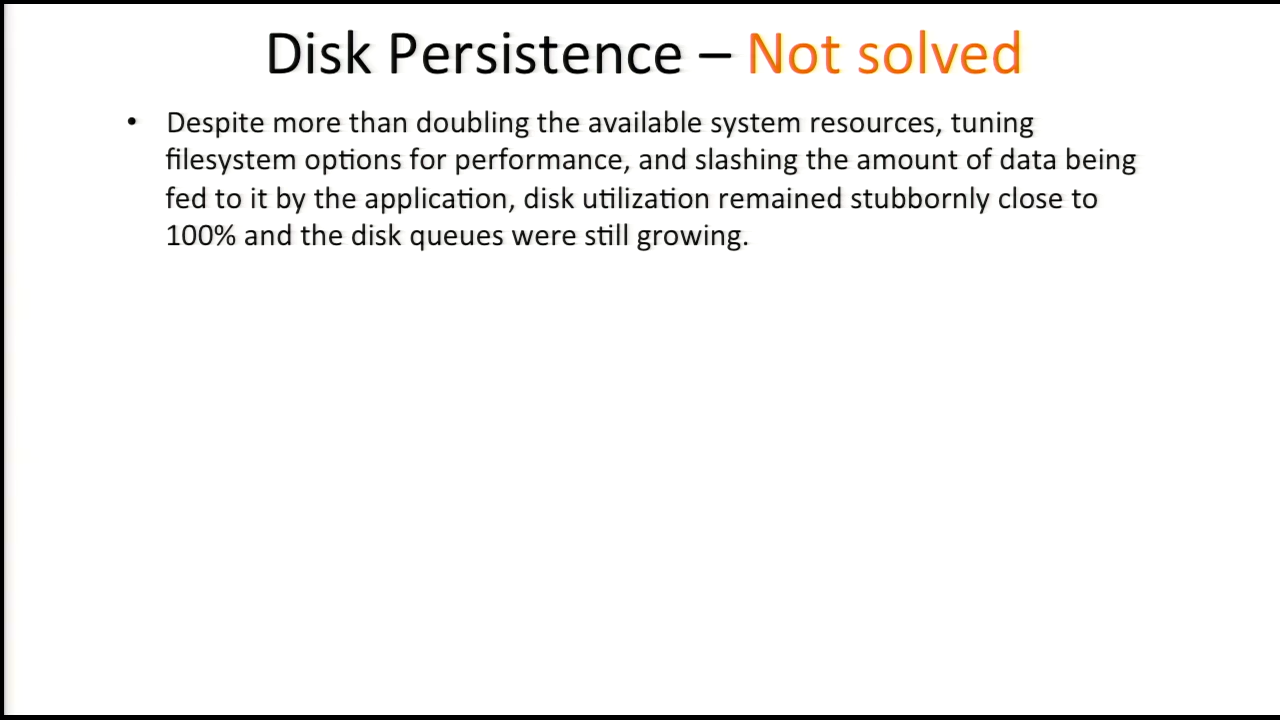 Disk Persistence – Not solved
• Despite more than doubling the available system resources, tuning
filesystem options for performance, and slashing the amount of data being
fed to it by the application, disk utilization remained stubbornly close to
100% and the disk queues were still growing.